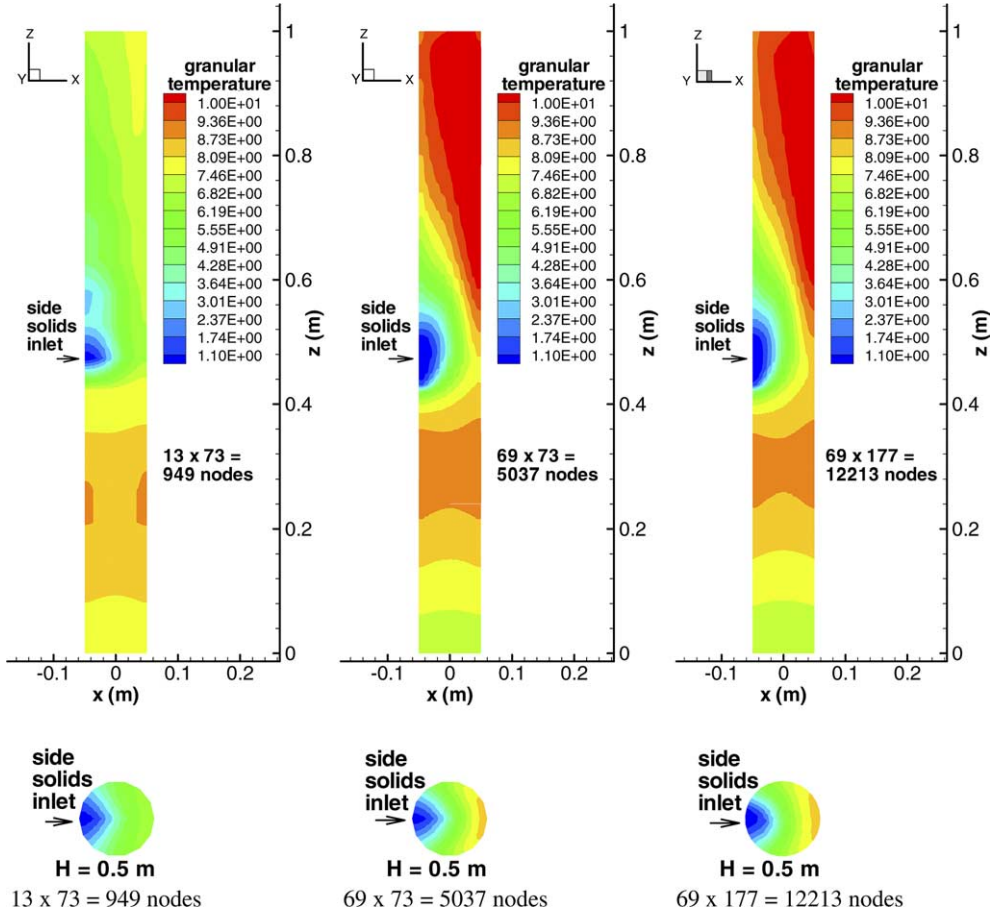 Z
Y
X
granular
temperature
1.00E+01
9.36E+00
8.73E+00
8.09E+00
7.46E+00
6.82E+00
6.19E+00
5.55E+00
4.91E+00
4.28E+00
3.64E+00
3.01E+00
2.37E+00
1.74E+00
1.10E+00
side
solids
inlet
13 x 73 =
949 nodes
1
0.8
0.6
z (m)
0.4
0.2
0
-0.1
0
0.1
0.2
x (m)
Z
Y
X
granular
temperature
1.00E+01
9.36E+00
8.73E+00
8.09E+00
7.46E+00
6.82E+00
6.19E+00
5.55E+00
4.91E+00
4.28E+00
3.64E+00
3.01E+00
2.37E+00
1.74E+00
1.10E+00
side
solids
inlet
69 x 73 =
5037 nodes
1
0.8
0.6
z (m)
0.4
0.2
0
-0.1
0
0.1
0.2
x (m)
Z
Y
X
granular
temperature
1.00E+01
9.36E+00
8.73E+00
8.09E+00
7.46E+00
6.82E+00
6.19E+00
5.55E+00
4.91E+00
4.28E+00
3.64E+00
3.01E+00
2.37E+00
1.74E+00
1.10E+00
side
solids
inlet
69 x 177 =
12213 nodes
1
0.8
0.6
z (m)
0.4
0.2
0
-0.1
0
0.1
0.2
x (m)
side
solids
inlet
H = 0.5 m
13 x 73 = 949 nodes
side
solids
inlet
H = 0.5 m
69 x 73 = 5037 nodes
side
solids
inlet
H = 0.5 m
69 x 177 = 12213 nodes